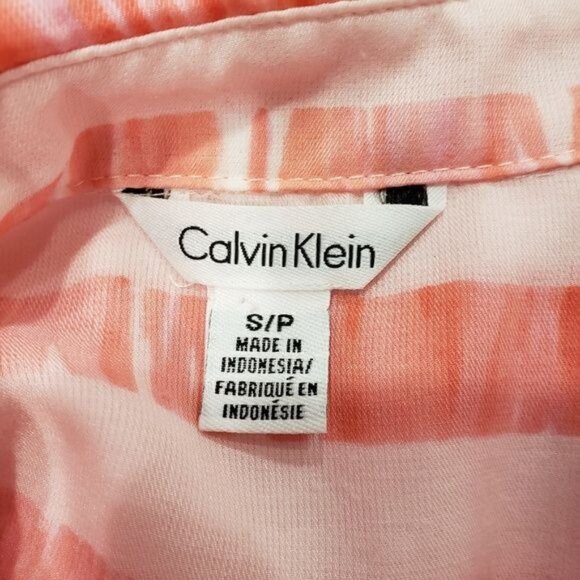 Calvin Klein
S/P
MADE IN
INDONESIA/
FABRIQUÉ EN
INDONÉSIE